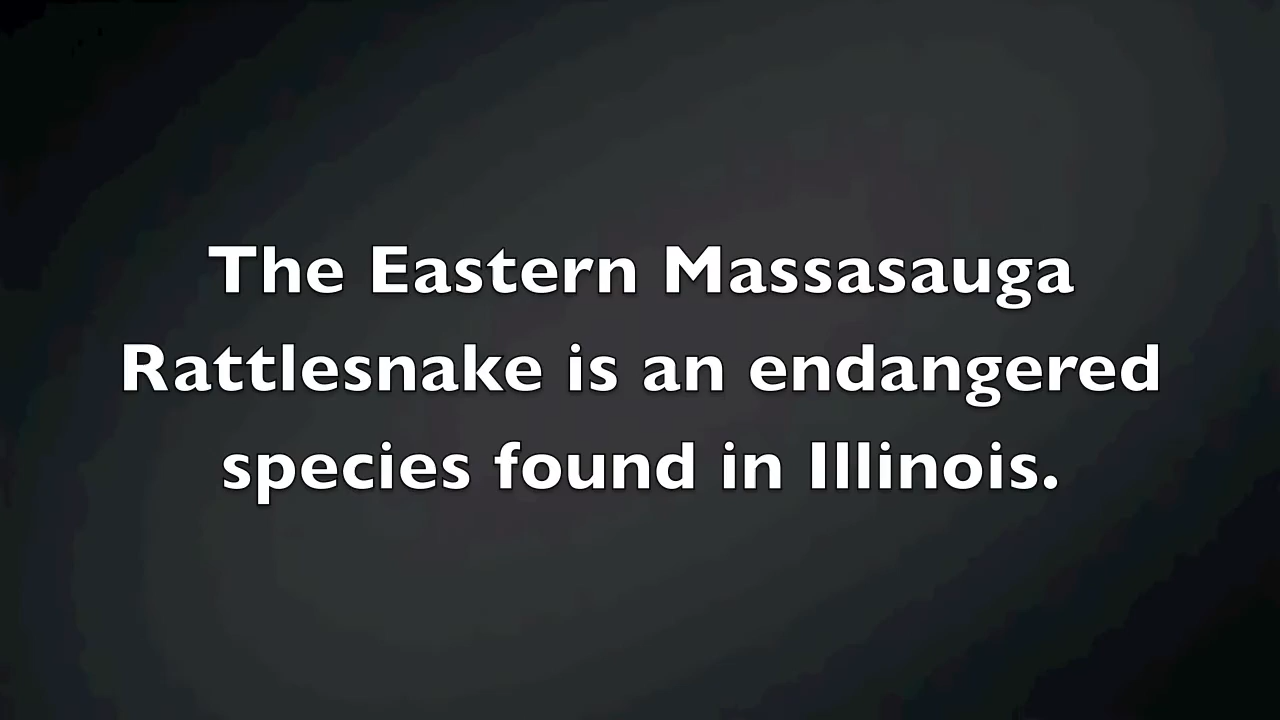 The Eastern Massasauga
Rattlesnake is an endangered
species found in Illinois.